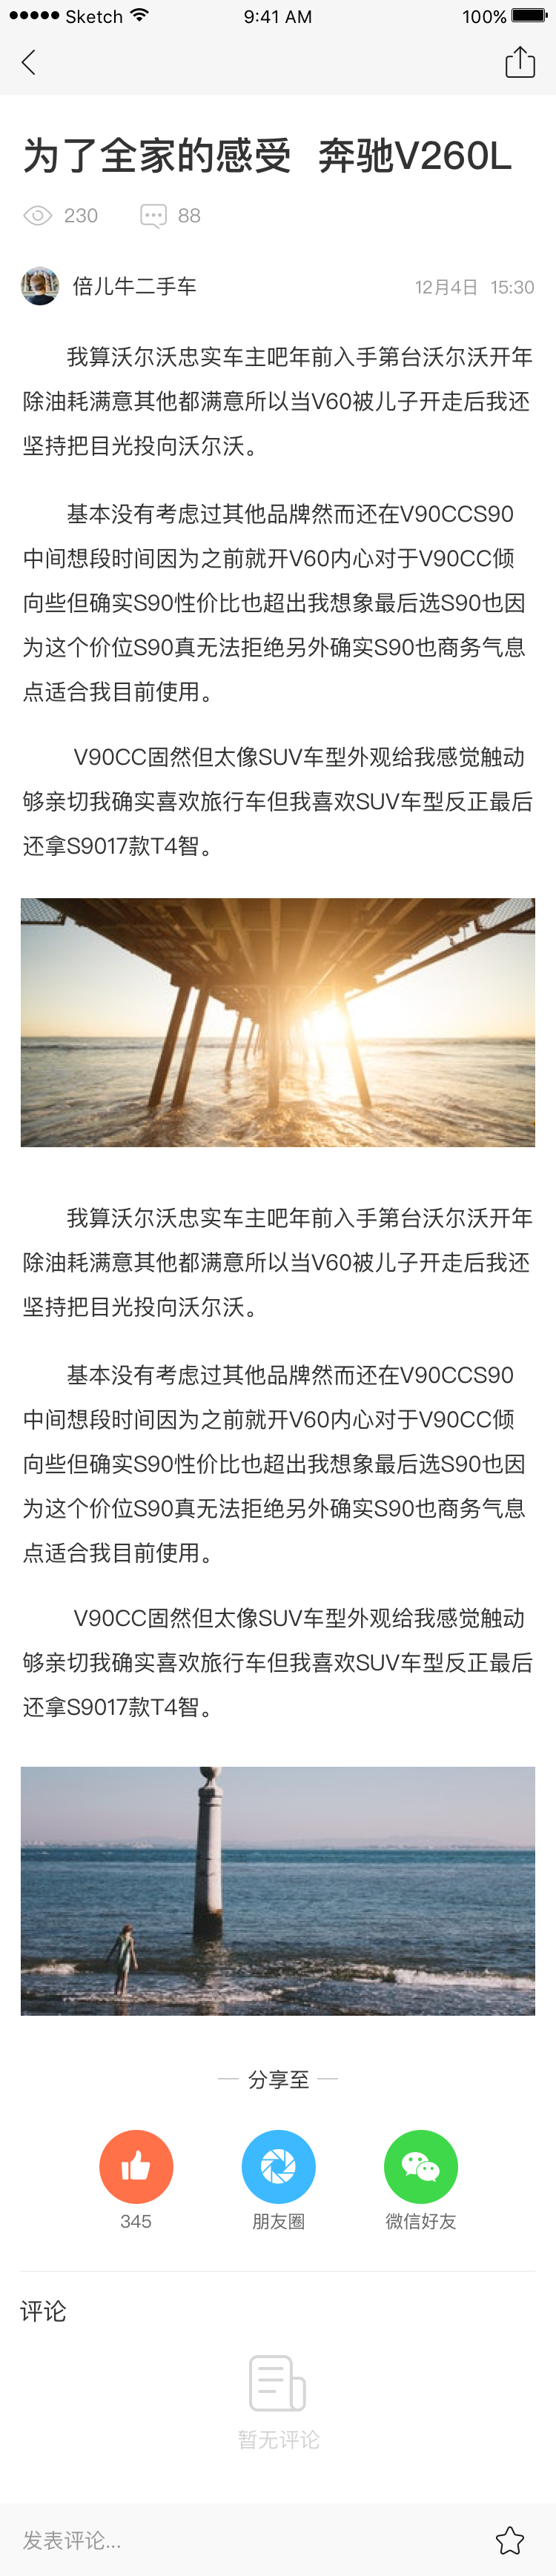 Sketch 9:41 AM 100%
为了全家的感受 奔驰V260L
230 88
倍儿牛二手车 12月4日 15:30
我算沃尔沃忠实车主吧年前入手第台沃尔沃开年
除油耗满意其他都满意所以当V60被儿子开走后我还
坚持把目光投向沃尔沃。
基本没有考虑过其他品牌然而还在V90CCS90
中间想段时间因为之前就开V60内心对于V90CC倾
向些但确实S90性价比也超出我想象最后选S90也因
为这个价位S90真无法拒绝另外确实S90也商务气息
点适合我目前使用。
V90CC固然但太像SUV车型外观给我感觉触动
够亲切我确实喜欢旅行车但我喜欢SUV车型反正最后
还拿S9017款T4智。
我算沃尔沃忠实车主吧年前入手第台沃尔沃开年
除油耗满意其他都满意所以当V60被儿子开走后我还
坚持把目光投向沃尔沃。
基本没有考虑过其他品牌然而还在V90CCS90
中间想段时间因为之前就开V60内心对于V90CC倾
向些但确实S90性价比也超出我想象最后选S90也因
为这个价位S90真无法拒绝另外确实S90也商务气息
点适合我目前使用。
V90CC固然但太像SUV车型外观给我感觉触动
够亲切我确实喜欢旅行车但我喜欢SUV车型反正最后
还拿S9017款T4智。
分享至
345 朋友圈 微信好友
评论
暂无评论
发表评论...